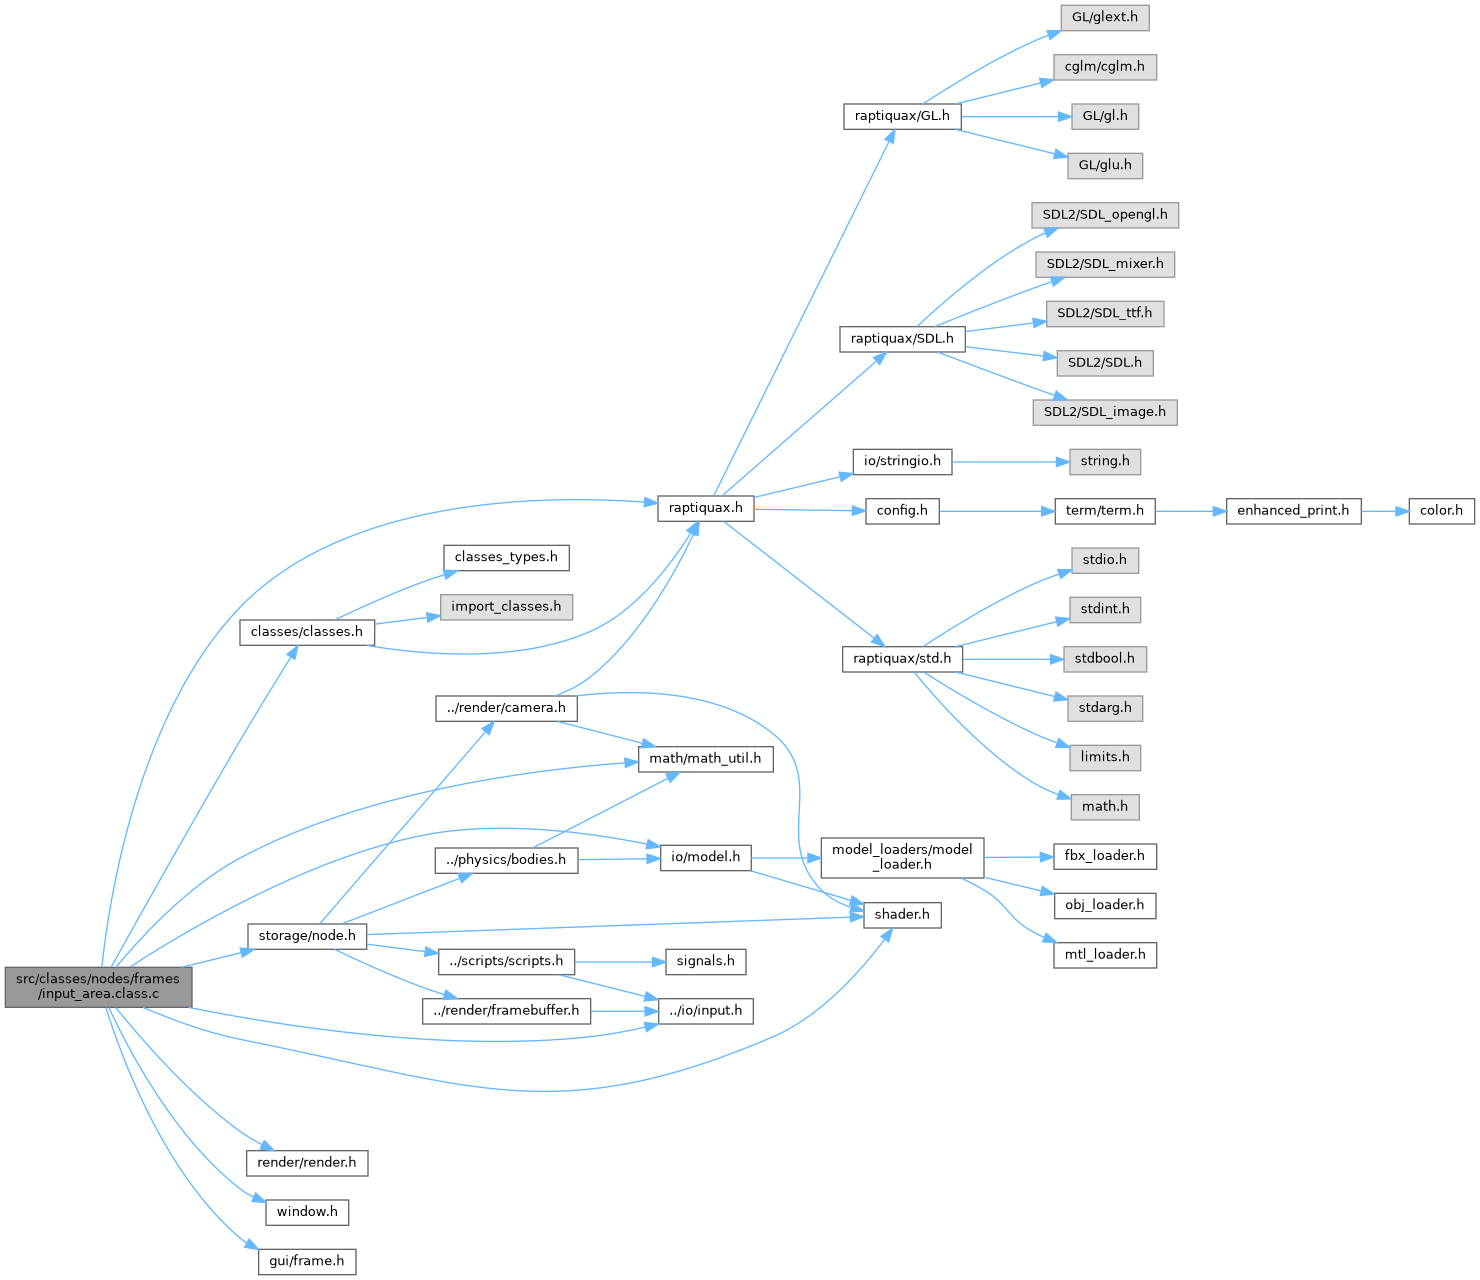 GL/glext.h
cglm/cglm.h
raptiquax/GL.h
GL/gl.h
GL/glu.h
SDL2/SDL_opengl.h
SDL2/SDL_mixer.h
SDL2/SDL_ttf.h
raptiquax/SDL.h
SDL2/SDL.h
SDL2/SDL_image.h
io/stringio.h
string.h
raptiquax.h
config.h
term/term.h
enhanced_print.h
color.h
classes_types.h
stdio.h
import_classes.h
stdint.h
classes/classes.h
raptiquax/std.h
stdbool.h
../render/camera.h
stdarg.h
math/math_util.h
limits.h
math.h
../physics/bodies.h
io/model.h
model_loaders/model
_loader.h
fbx_loader.h
obj_loader.h
shader.h
storage/node.h
../scripts/scripts.h
signals.h
mtl_loader.h
src/classes/nodes/frames
/input_area.class.c
../render/framebuffer.h
../io/input.h
render/render.h
window.h
gui/frame.h